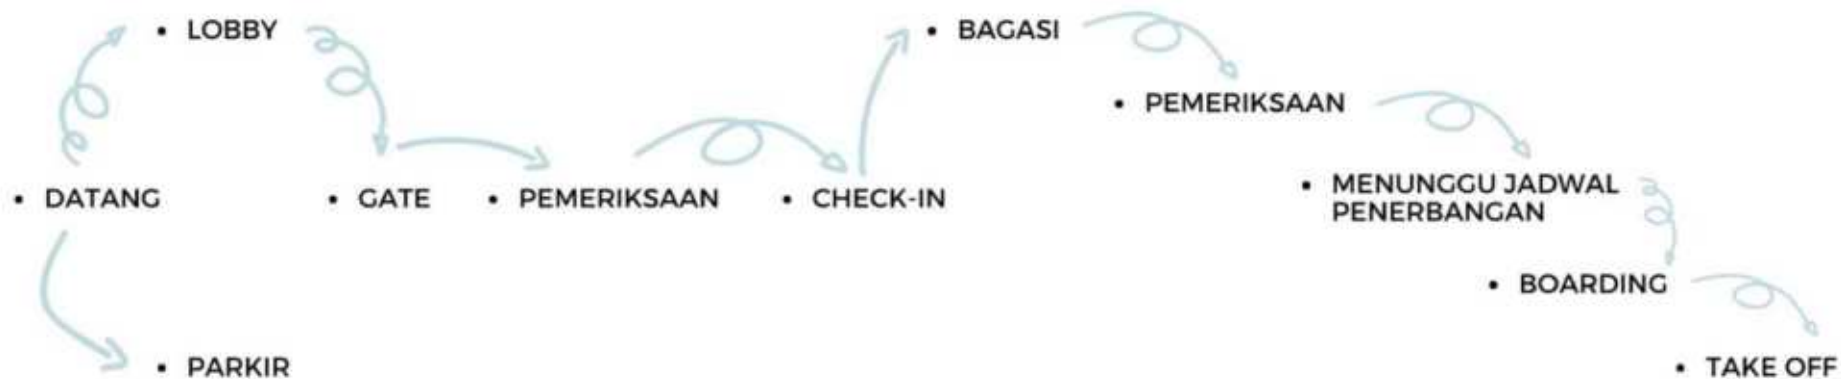 • LOBBY
• BAGASI
• PEMERIKSAAN
• DATANG
• GATE
• PEMERIKSAAN
• CHECK-IN
• MENUNGGU JADWAL
PENERBANGAN
• BOARDING
• PARKIR
• TAKE OFF